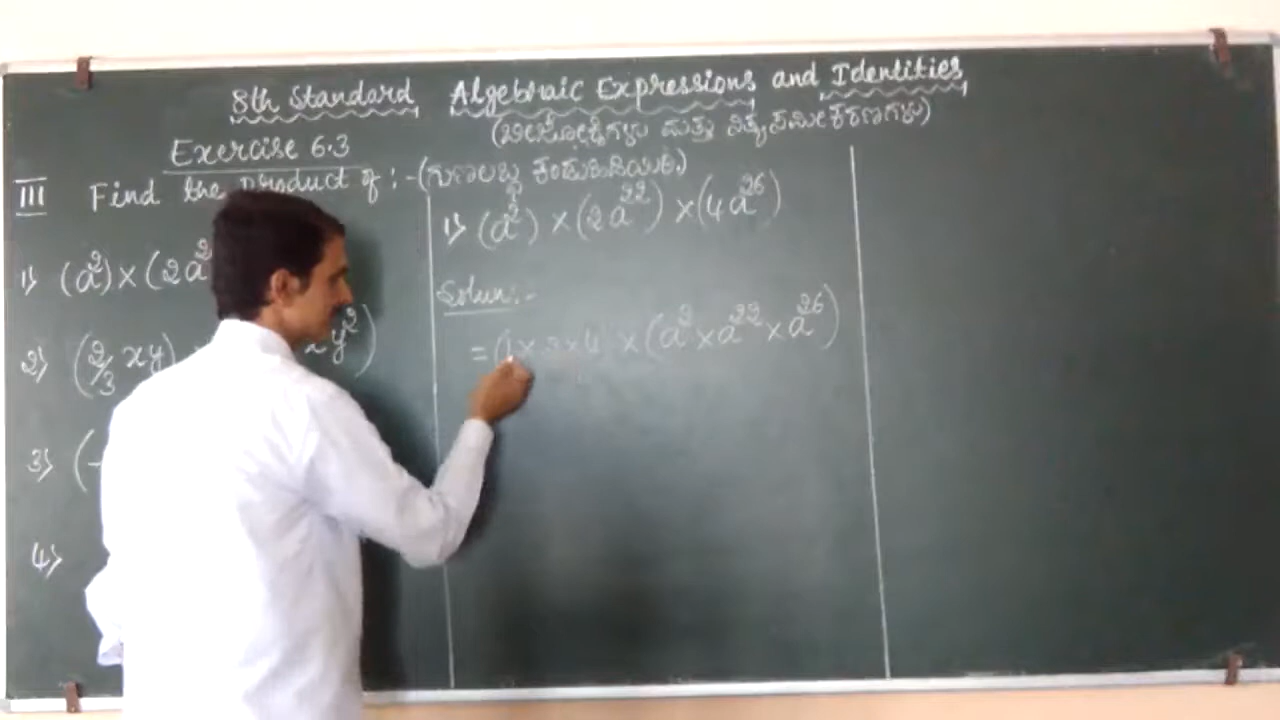 8th Standard Algebraic Expressions and Identities
(ಬೀಜೋಕ್ತಿಗಳು ಮತ್ತು ನಿತ್ಯಸಮೀಕರಣಗಳು)
Exercise 6.3
III Find the product of :- (ಗುಣಲಬ್ಧ ಕಂಡುಹಿಡಿಯಿರಿ)
1) (a²) × (2a²
2) (2/3 xy) y²)
3) (-
4)
1) (a²) × (2a²²) × (4a²⁶)
Solun:-
= (1 × 2 × 4) × (a² × a²² × a²⁶)